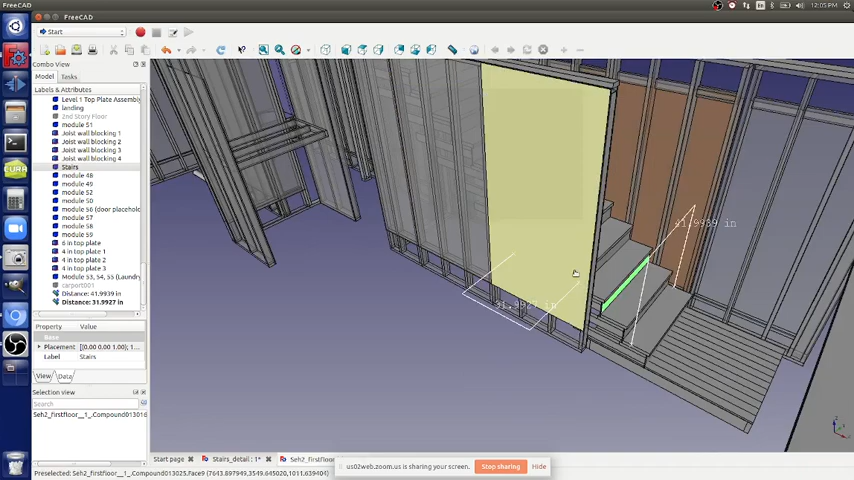 FreeCAD
12:05 PM
FreeCAD
Start
Combo View
Model
Tasks
Labels & Attributes
Level 1 Top Plate Assembly
landing
2nd Story Floor
module 51
Joist wall blocking 1
Joist wall blocking 2
Joist wall blocking 3
Joist wall blocking 4
Stairs
module 48
module 49
module 52
module 50
module 56 (door placehold
module 57
module 58
module 59
6 in top plate
4 in top plate 1
4 in top plate 2
4 in top plate 3
Module 53, 54, 55 (Laundry
carport001
Distance: 41.9939 in
Distance: 31.9927 in
41.9939 in
31.9927 in
Property
Value
Base
Placement
[(0.00 0.00 1.00); 1...
Label
Stairs
View
Data
Selection view
Search
Seh2_firstfloor__1_.Compound013016
Start page
Stairs_detail : 1*
Seh2_firstfloor
us02web.zoom.us is sharing your screen.
Stop sharing
Hide
Preselected: Seh2_firstfloor__1_.Compound013025.Face9 (7643.897949,3549.645020,1011.639404)